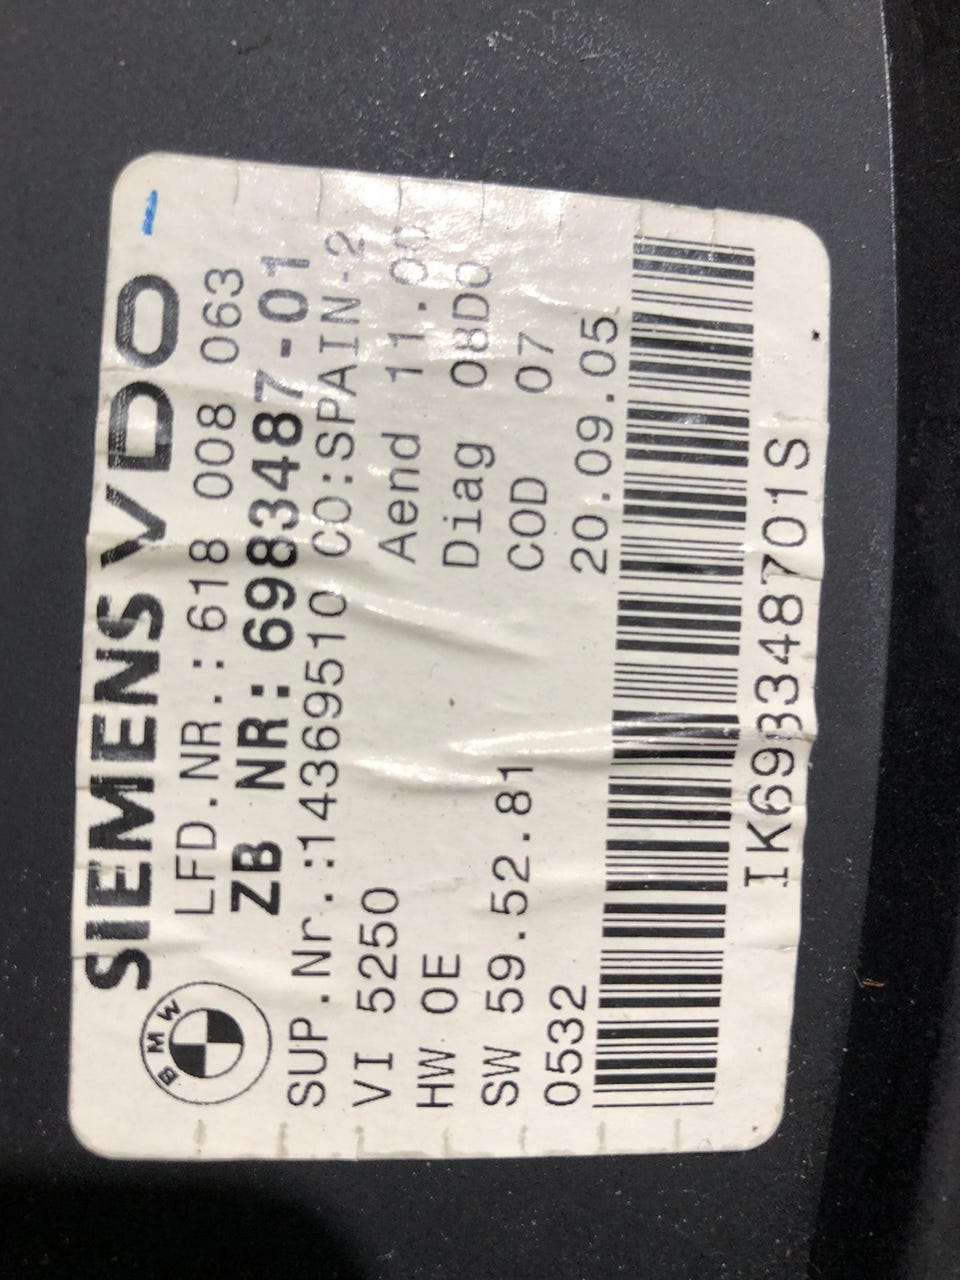 BMW
SIEMENS VDO
LFD.NR.: 618 008 063
ZB NR: 6983487-01
SUP.Nr.:14369510 CO:SPAIN-2
VI 5250 Aend 11.00
HW 0E Diag 08D0
SW 59.52.81 COD 07
0532 20.09.05
IK698348701S